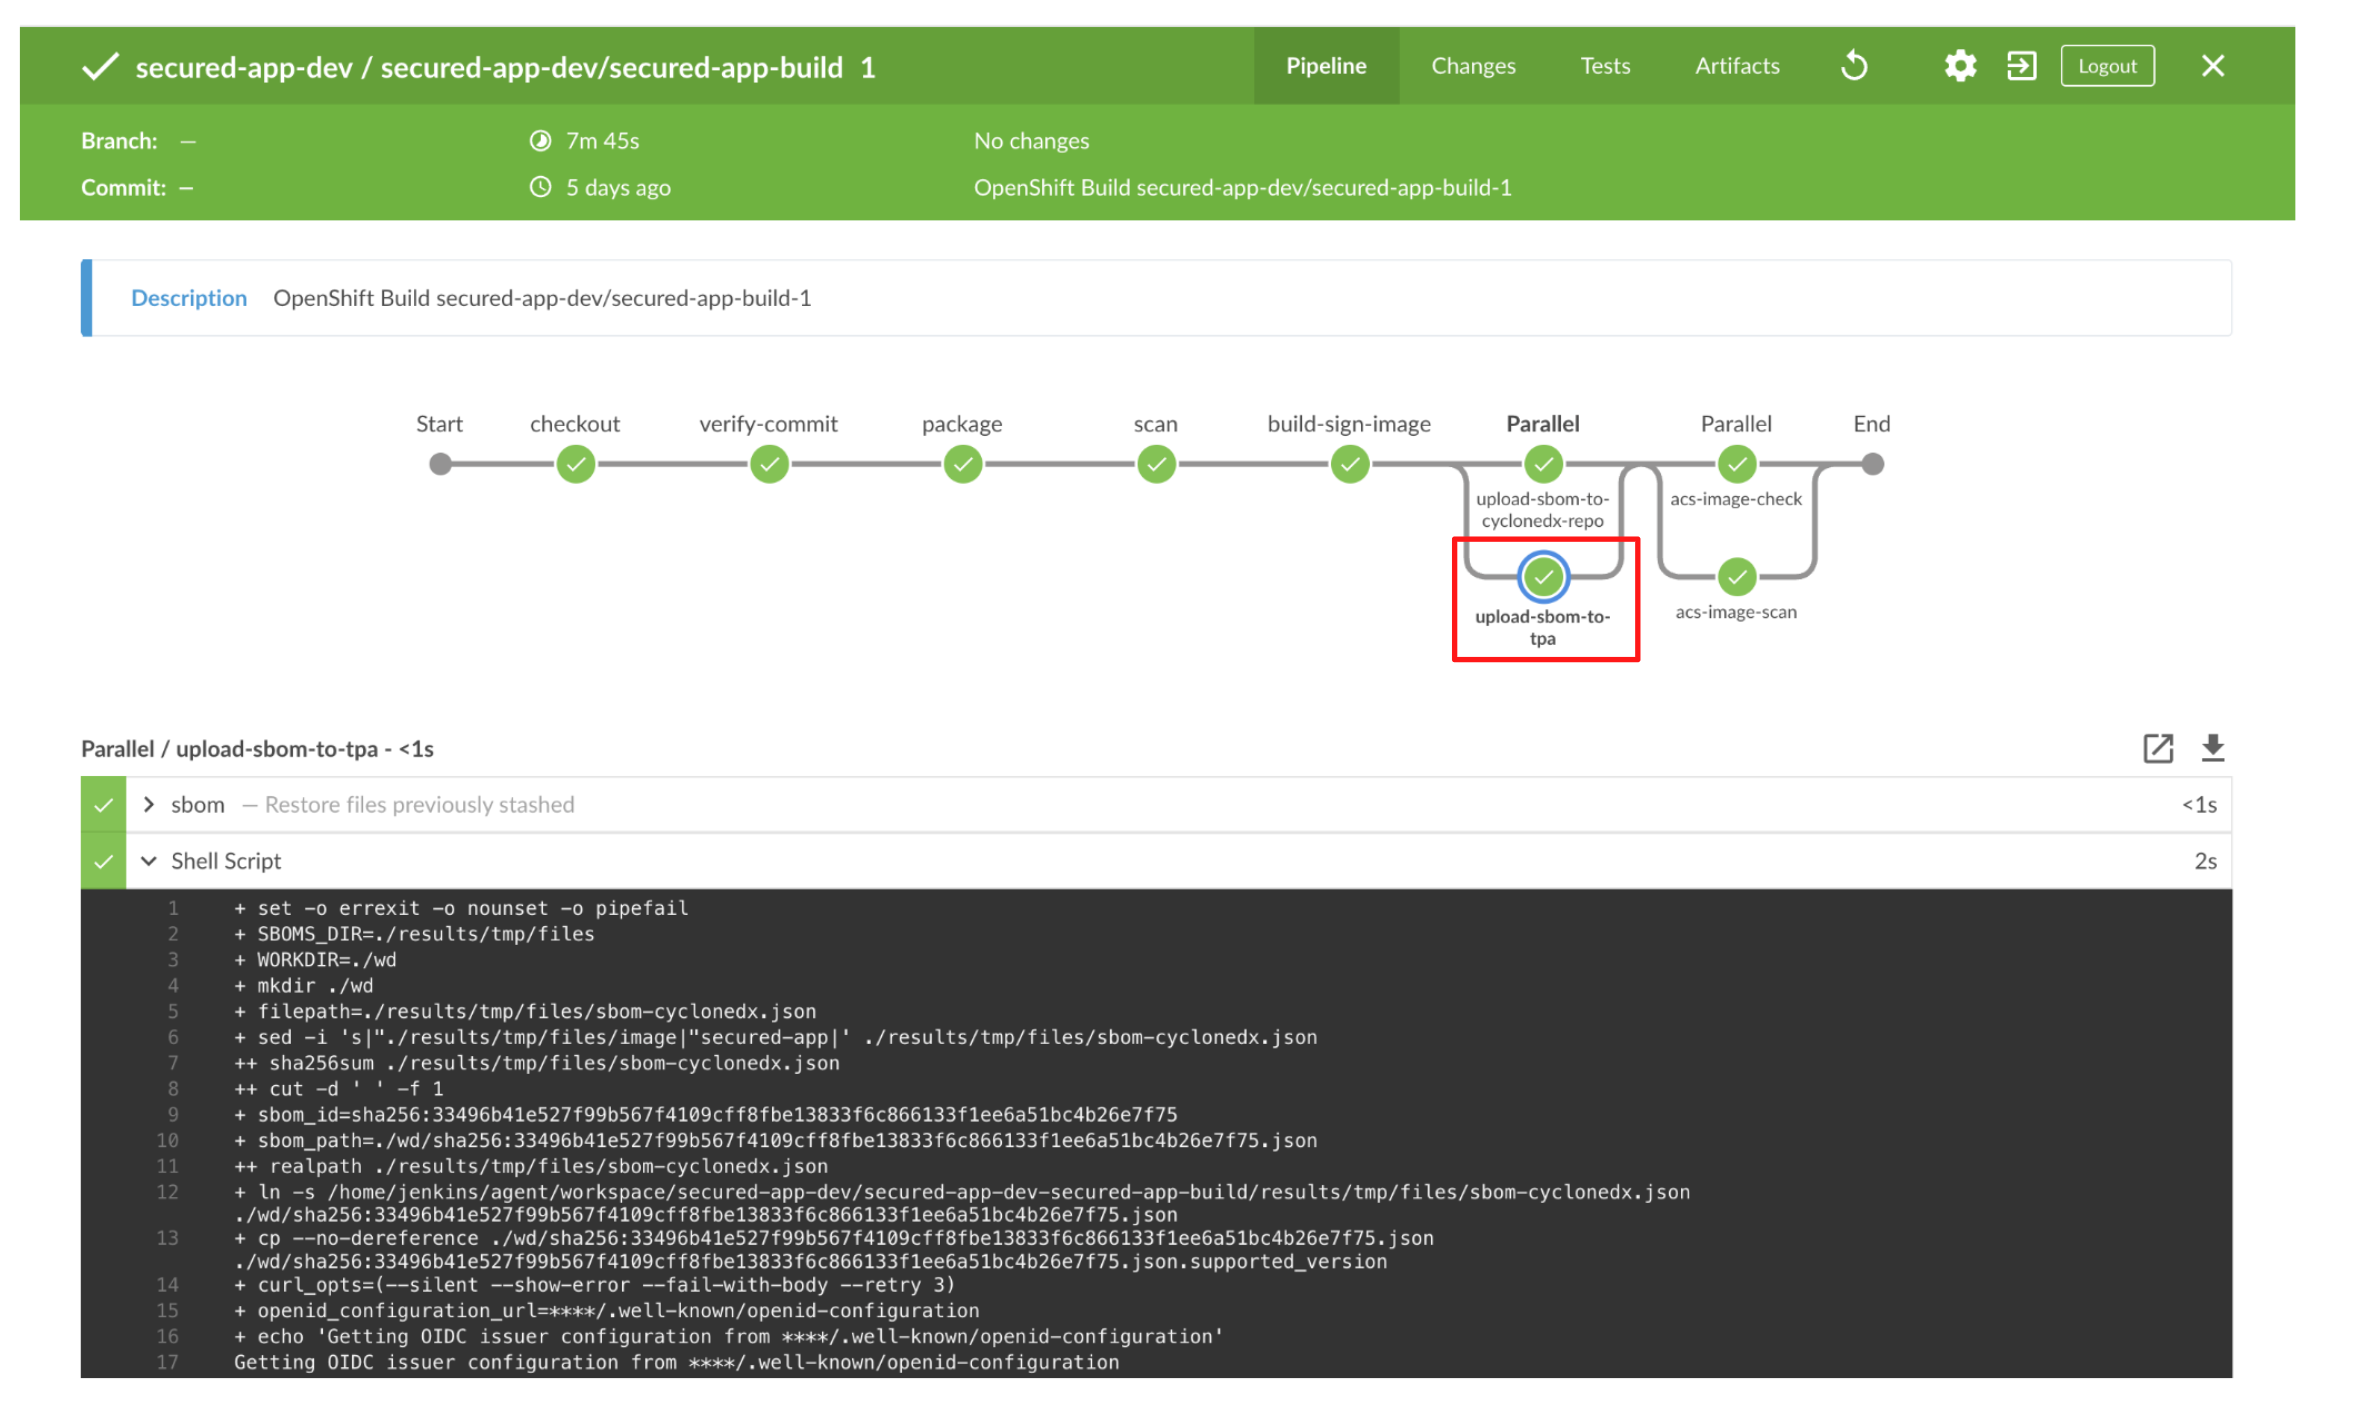 secured-app-dev / secured-app-dev/secured-app-build 1
Pipeline
Changes
Tests
Artifacts
Logout
Branch: —
7m 45s
No changes
Commit: —
5 days ago
OpenShift Build secured-app-dev/secured-app-build-1
Description OpenShift Build secured-app-dev/secured-app-build-1
Start
checkout
verify-commit
package
scan
build-sign-image
Parallel
Parallel
End
upload-sbom-to-
cyclonedx-repo
acs-image-check
upload-sbom-to-
tpa
acs-image-scan
Parallel / upload-sbom-to-tpa - <1s
sbom — Restore files previously stashed <1s
Shell Script 2s
1 + set -o errexit -o nounset -o pipefail
2 + SBOMS_DIR=./results/tmp/files
3 + WORKDIR=./wd
4 + mkdir ./wd
5 + filepath=./results/tmp/files/sbom-cyclonedx.json
6 + sed -i 's|"./results/tmp/files/image|"secured-app|' ./results/tmp/files/sbom-cyclonedx.json
7 ++ sha256sum ./results/tmp/files/sbom-cyclonedx.json
8 ++ cut -d ' ' -f 1
9 + sbom_id=sha256:33496b41e527f99b567f4109cff8fbe13833f6c866133f1ee6a51bc4b26e7f75
10 + sbom_path=./wd/sha256:33496b41e527f99b567f4109cff8fbe13833f6c866133f1ee6a51bc4b26e7f75.json
11 ++ realpath ./results/tmp/files/sbom-cyclonedx.json
12 + ln -s /home/jenkins/agent/workspace/secured-app-dev/secured-app-dev-secured-app-build/results/tmp/files/sbom-cyclonedx.json
./wd/sha256:33496b41e527f99b567f4109cff8fbe13833f6c866133f1ee6a51bc4b26e7f75.json
13 + cp --no-dereference ./wd/sha256:33496b41e527f99b567f4109cff8fbe13833f6c866133f1ee6a51bc4b26e7f75.json
./wd/sha256:33496b41e527f99b567f4109cff8fbe13833f6c866133f1ee6a51bc4b26e7f75.json.supported_version
14 + curl_opts=(--silent --show-error --fail-with-body --retry 3)
15 + openid_configuration_url=****/.well-known/openid-configuration
16 + echo 'Getting OIDC issuer configuration from ****/.well-known/openid-configuration'
17 Getting OIDC issuer configuration from ****/.well-known/openid-configuration